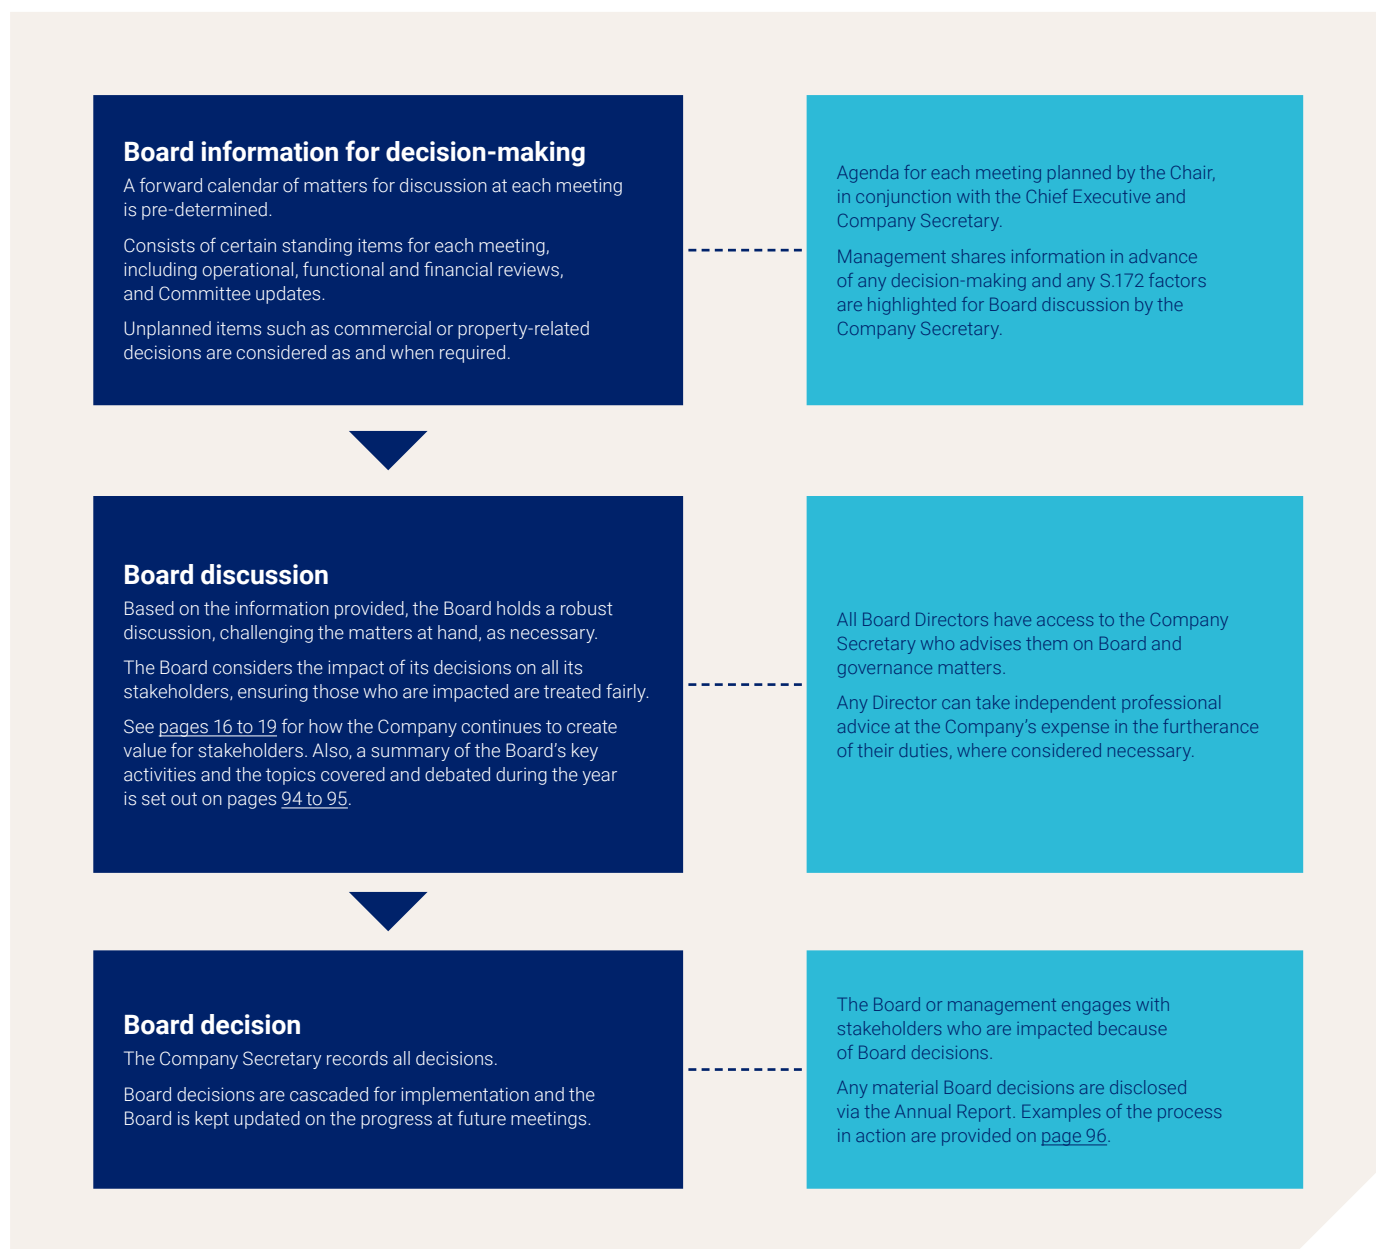 Board information for decision-making
A forward calendar of matters for discussion at each meeting
is pre-determined.
Consists of certain standing items for each meeting,
including operational, functional and financial reviews,
and Committee updates.
Unplanned items such as commercial or property-related
decisions are considered as and when required.
Agenda for each meeting planned by the Chair,
in conjunction with the Chief Executive and
Company Secretary.
Management shares information in advance
of any decision-making and any S.172 factors
are highlighted for Board discussion by the
Company Secretary.
Board discussion
Based on the information provided, the Board holds a robust
discussion, challenging the matters at hand, as necessary.
The Board considers the impact of its decisions on all its
stakeholders, ensuring those who are impacted are treated fairly.
See pages 16 to 19 for how the Company continues to create
value for stakeholders. Also, a summary of the Board’s key
activities and the topics covered and debated during the year
is set out on pages 94 to 95.
All Board Directors have access to the Company
Secretary who advises them on Board and
governance matters.
Any Director can take independent professional
advice at the Company’s expense in the furtherance
of their duties, where considered necessary.
Board decision
The Company Secretary records all decisions.
Board decisions are cascaded for implementation and the
Board is kept updated on the progress at future meetings.
The Board or management engages with
stakeholders who are impacted because
of Board decisions.
Any material Board decisions are disclosed
via the Annual Report. Examples of the process
in action are provided on page 96.